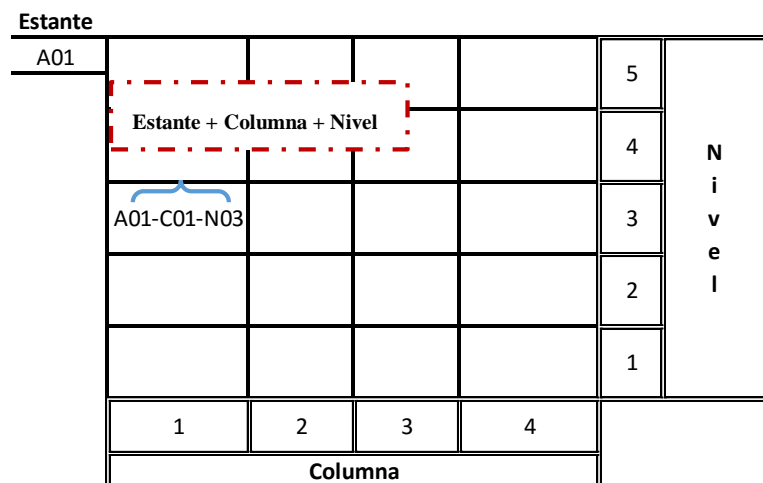 Estante
A01
5
Estante + Columna + Nivel
4
A01-C01-N03
3
2
1
N
i
v
e
l
1 2 3 4
Columna